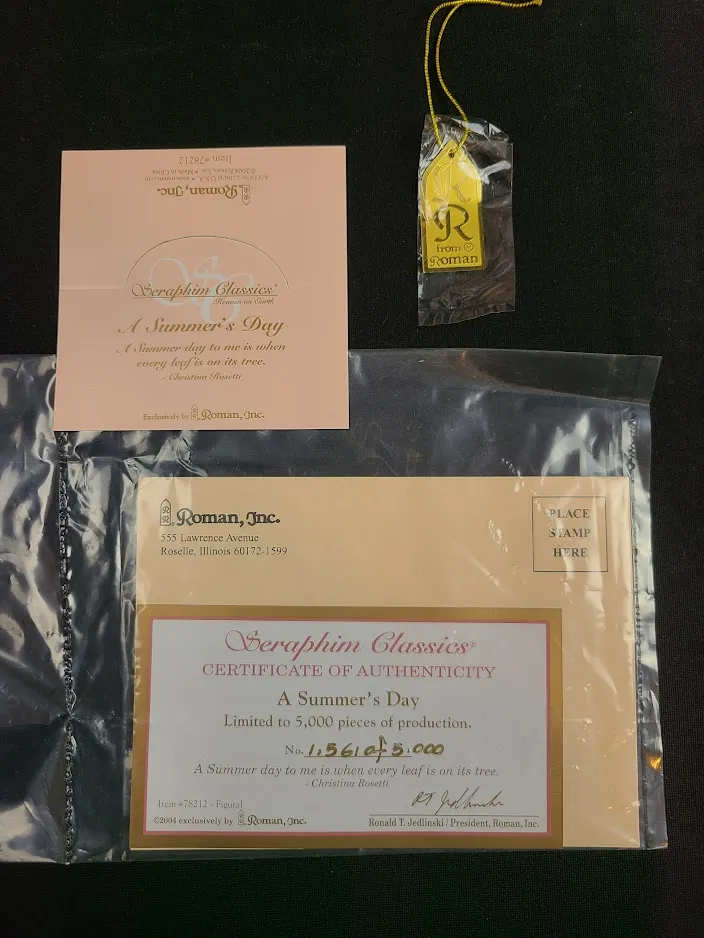 Item #78212
©2004 Roman, Inc. • Made in China
Roman, Inc.
Seraphim Classics®
Heaven on Earth
A Summer's Day
A Summer day to me is when
every leaf is on its tree.
- Christina Rosetti
Exclusively by Roman, Inc.
R
from
Roman
Roman, Inc.
555 Lawrence Avenue
Roselle, Illinois 60172-1599
PLACE
STAMP
HERE
Seraphim Classics®
CERTIFICATE OF AUTHENTICITY
A Summer's Day
Limited to 5,000 pieces of production.
No. 1,561 of 5,000
A Summer day to me is when every leaf is on its tree.
- Christina Rosetti
Item #78212 - Figural
©2004 exclusively by Roman, Inc.
Ronald T. Jedlinski / President, Roman, Inc.